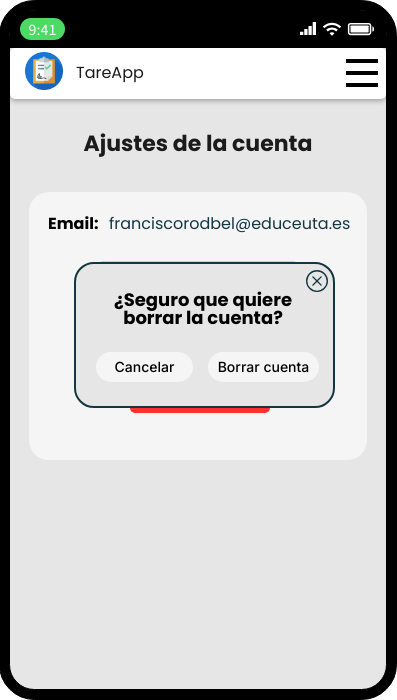 9:41
TareApp
Ajustes de la cuenta
Email: franciscorodbel@educeuta.es
¿Seguro que quiere
borrar la cuenta?
Cancelar Borrar cuenta